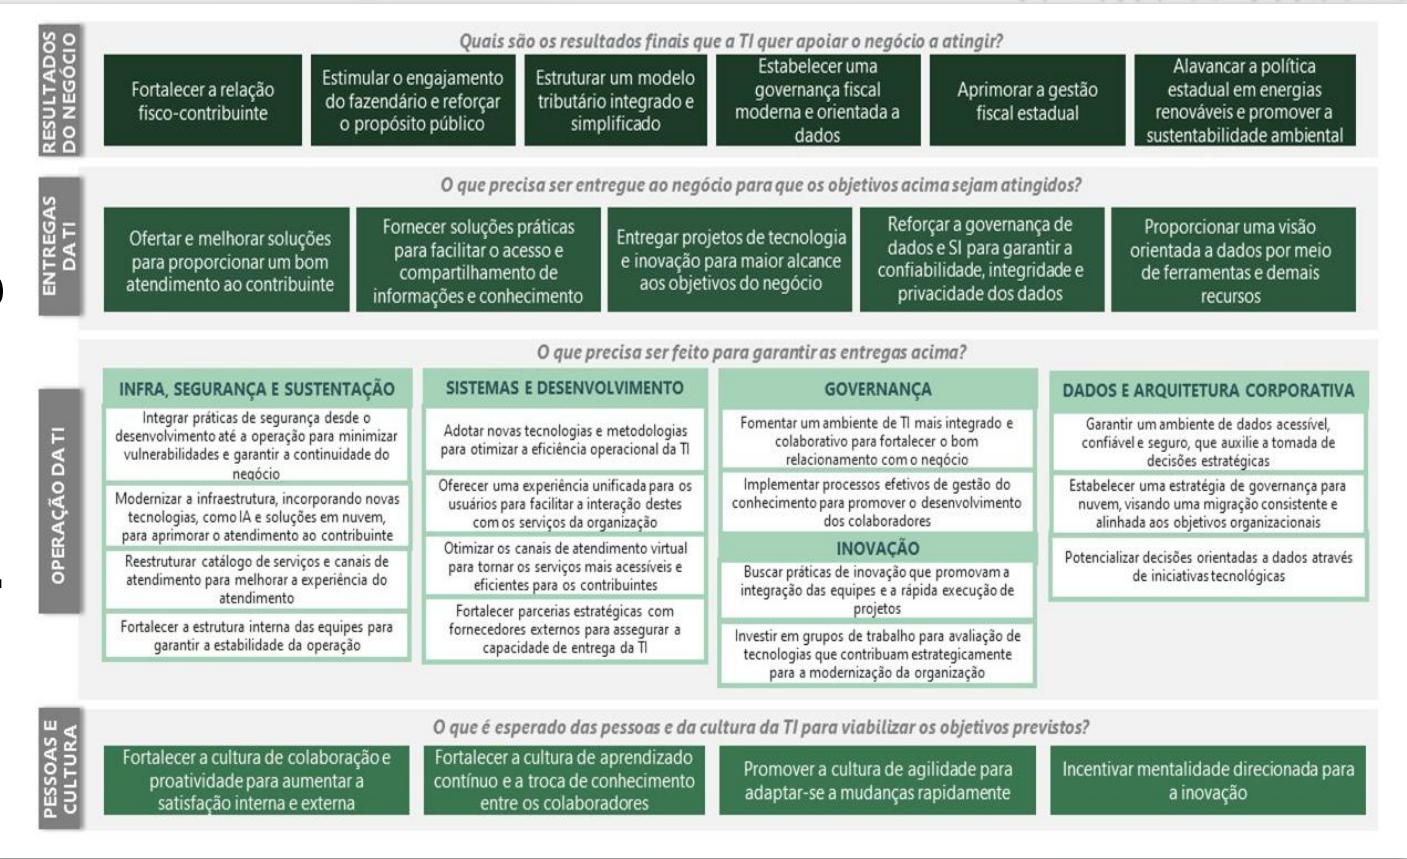 RESULTADOS
DO NEGÓCIO
Quais são os resultados finais que a TI quer apoiar o negócio a atingir?
Fortalecer a relação
fisco-contribuinte
Estimular o engajamento
do fazendário e reforçar
o propósito público
Estruturar um modelo
tributário integrado e
simplificado
Estabelecer uma
governança fiscal
moderna e orientada a
dados
Aprimorar a gestão
fiscal estadual
Alavancar a política
estadual em energias
renováveis e promover a
sustentabilidade ambiental
ENTREGAS
DA TI
O que precisa ser entregue ao negócio para que os objetivos acima sejam atingidos?
Ofertar e melhorar soluções
para proporcionar um bom
atendimento ao contribuinte
Fornecer soluções práticas
para facilitar o acesso e
compartilhamento de
informações e conhecimento
Entregar projetos de tecnologia
e inovação para maior alcance
aos objetivos do negócio
Reforçar a governança de
dados e SI para garantir a
confiabilidade, integridade e
privacidade dos dados
Proporcionar uma visão
orientada a dados por meio
de ferramentas e demais
recursos
OPERAÇÃO DA TI
O que precisa ser feito para garantir as entregas acima?
INFRA, SEGURANÇA E SUSTENTAÇÃO
Integrar práticas de segurança desde o
desenvolvimento até a operação para minimizar
vulnerabilidades e garantir a continuidade do
negócio
Modernizar a infraestrutura, incorporando novas
tecnologias, como IA e soluções em nuvem,
para aprimorar o atendimento ao contribuinte
Reestruturar catálogo de serviços e canais de
atendimento para melhorar a experiência do
atendimento
Fortalecer a estrutura interna das equipes para
garantir a estabilidade da operação
SISTEMAS E DESENVOLVIMENTO
Adotar novas tecnologias e metodologias
para otimizar a eficiência operacional da TI
Oferecer uma experiência unificada para os
usuários para facilitar a interação destes
com os serviços da organização
Otimizar os canais de atendimento virtual
para tornar os serviços mais acessíveis e
eficientes para os contribuintes
Fortalecer parcerias estratégicas com
fornecedores externos para assegurar a
capacidade de entrega da TI
GOVERNANÇA
Fomentar um ambiente de TI mais integrado e
colaborativo para fortalecer o bom
relacionamento com o negócio
Implementar processos efetivos de gestão do
conhecimento para promover o desenvolvimento
dos colaboradores
INOVAÇÃO
Buscar práticas de inovação que promovam a
integração das equipes e a rápida execução de
projetos
Investir em grupos de trabalho para avaliação de
tecnologias que contribuam estrategicamente
para a modernização da organização
DADOS E ARQUITETURA CORPORATIVA
Garantir um ambiente de dados acessível,
confiável e seguro, que auxilie a tomada de
decisões estratégicas
Estabelecer uma estratégia de governança para
nuvem, visando uma migração consistente e
alinhada aos objetivos organizacionais
Potencializar decisões orientadas a dados através
de iniciativas tecnológicas
PESSOAS E
CULTURA
O que é esperado das pessoas e da cultura da TI para viabilizar os objetivos previstos?
Fortalecer a cultura de colaboração e
proatividade para aumentar a
satisfação interna e externa
Fortalecer a cultura de aprendizado
contínuo e a troca de conhecimento
entre os colaboradores
Promover a cultura de agilidade para
adaptar-se a mudanças rapidamente
Incentivar mentalidade direcionada para
a inovação